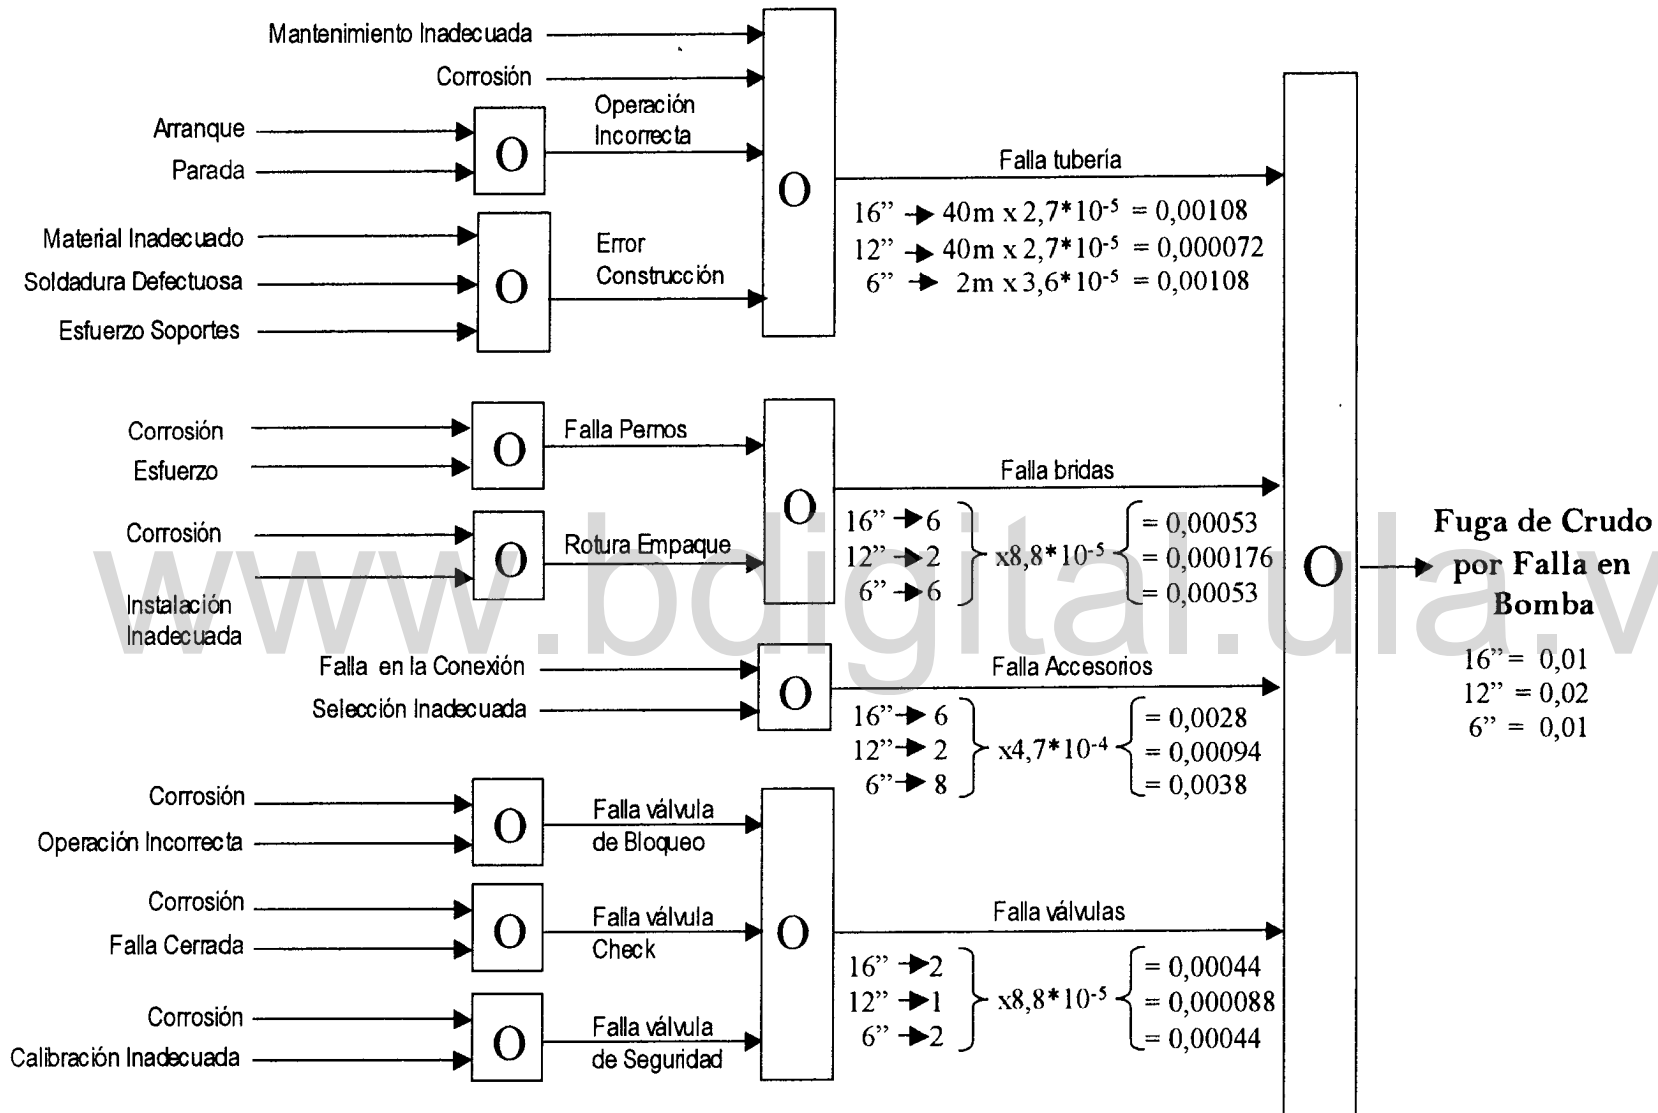 Mantenimiento Inadecuada
Corrosión
Arranque
Parada
O
Operación
Incorrecta
Material Inadecuado
Soldadura Defectuosa
Esfuerzo Soportes
O
Error
Construcción
O
Falla tubería
16” → 40m x 2,7*10-5 = 0,00108
12” → 40m x 2,7*10-5 = 0,000072
6” → 2m x 3,6*10-5 = 0,00108
Corrosión
Esfuerzo
O
Falla Pernos
Corrosión
Instalación
Inadecuada
O
Rotura Empaque
O
Falla bridas
16” → 6
12” → 2
6” → 6
x8,8*10-5
= 0,00053
= 0,000176
= 0,00053
Falla en la Conexión
Selección Inadecuada
O
Falla Accesorios
16” → 6
12” → 2
6” → 8
x4,7*10-4
= 0,0028
= 0,00094
= 0,0038
Corrosión
Operación Incorrecta
O
Falla válvula
de Bloqueo
Corrosión
Falla Cerrada
O
Falla válvula
Check
Corrosión
Calibración Inadecuada
O
Falla válvula
de Seguridad
O
Falla válvulas
16” → 2
12” → 1
6” → 2
x8,8*10-5
= 0,00044
= 0,000088
= 0,00044
O
Fuga de Crudo
por Falla en
Bomba
16” = 0,01
12” = 0,02
6” = 0,01
www.bdigital.ula.v